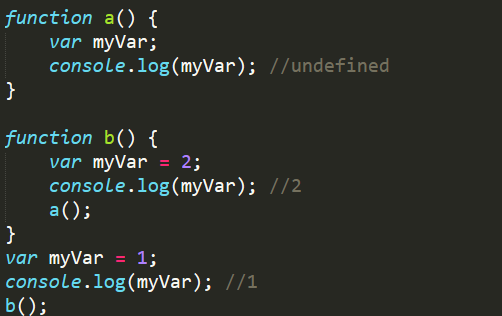 function a() {
    var myVar;
    console.log(myVar); //undefined
}

function b() {
    var myVar = 2;
    console.log(myVar); //2
    a();
}
var myVar = 1;
console.log(myVar); //1
b();